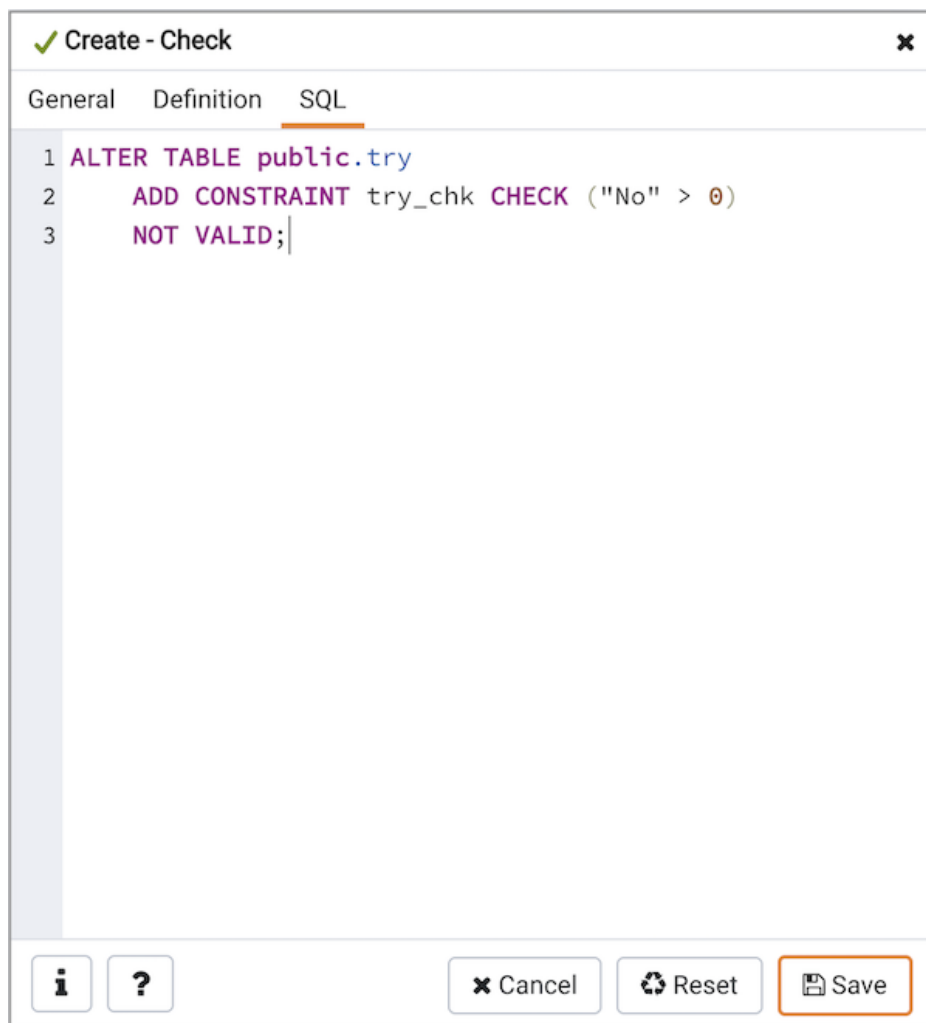 Create - Check
General Definition SQL
1 ALTER TABLE public.try
2 ADD CONSTRAINT try_chk CHECK ("No" > 0)
3 NOT VALID;
i ? Cancel Reset Save